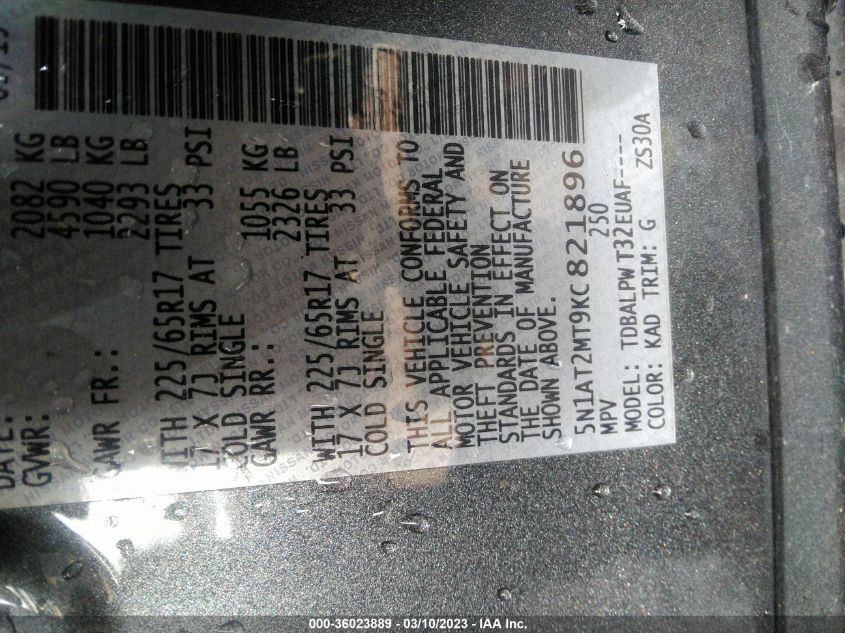 DATE:
GVWR: 2082 KG
4590 LB
GAWR FR.: 1040 KG
2293 LB
WITH 225/65R17 TIRES
17 X 7J RIMS AT 33 PSI
COLD SINGLE
GAWR RR.: 1055 KG
2326 LB
WITH 225/65R17 TIRES
17 X 7J RIMS AT 33 PSI
COLD SINGLE
THIS VEHICLE CONFORMS TO
ALL APPLICABLE FEDERAL
MOTOR VEHICLE SAFETY AND
THEFT PREVENTION
STANDARDS IN EFFECT ON
THE DATE OF MANUFACTURE
SHOWN ABOVE.
5N1AT2MT9KC821896
MPV 250
MODEL: TDBALPW T32EUAF----
COLOR: KAD TRIM: G ZS30A
000-36023889 — 03/10/2023 — IAA Inc.